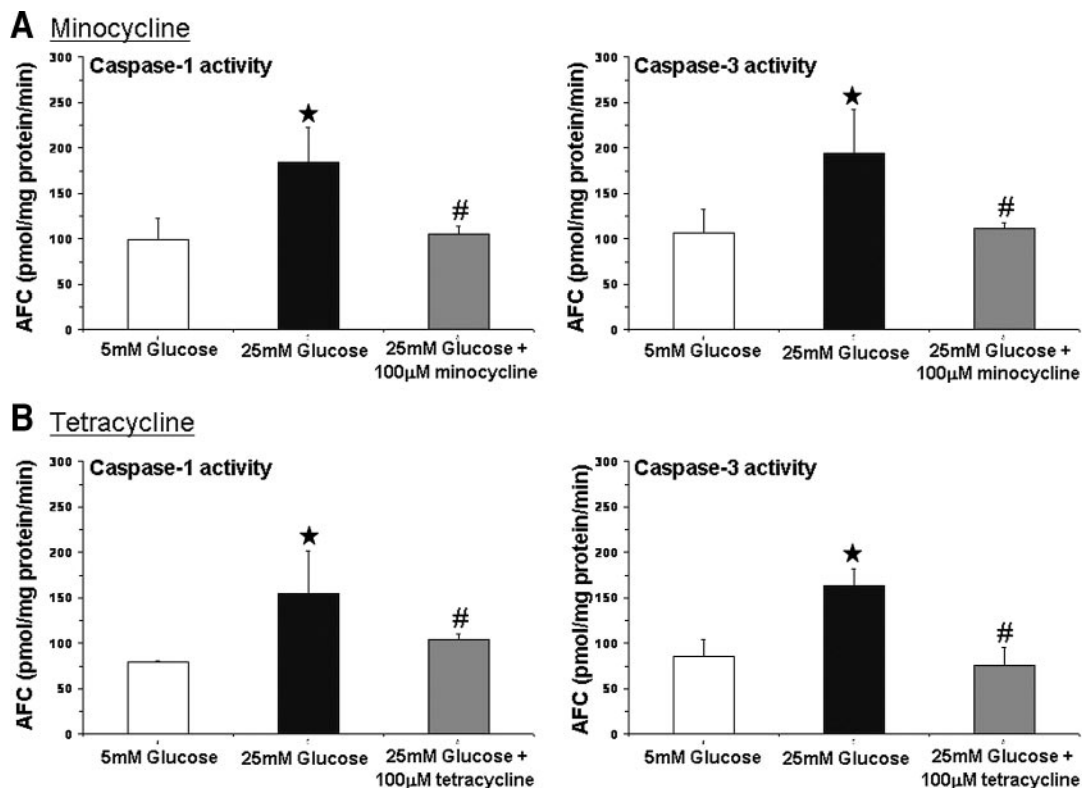 A Minocycline
Caspase-1 activity
AFC (pmol/mg protein/min)
300
250
200
150
100
50
0
★
#
5mM Glucose
25mM Glucose
25mM Glucose +
100µM minocycline
Caspase-3 activity
AFC (pmol/mg protein/min)
300
250
200
150
100
50
0
★
#
5mM Glucose
25mM Glucose
25mM Glucose +
100µM minocycline
B Tetracycline
Caspase-1 activity
AFC (pmol/mg protein/min)
300
250
200
150
100
50
0
★
#
5mM Glucose
25mM Glucose
25mM Glucose +
100µM tetracycline
Caspase-3 activity
AFC (pmol/mg protein/min)
300
250
200
150
100
50
0
★
#
5mM Glucose
25mM Glucose
25mM Glucose +
100µM tetracycline